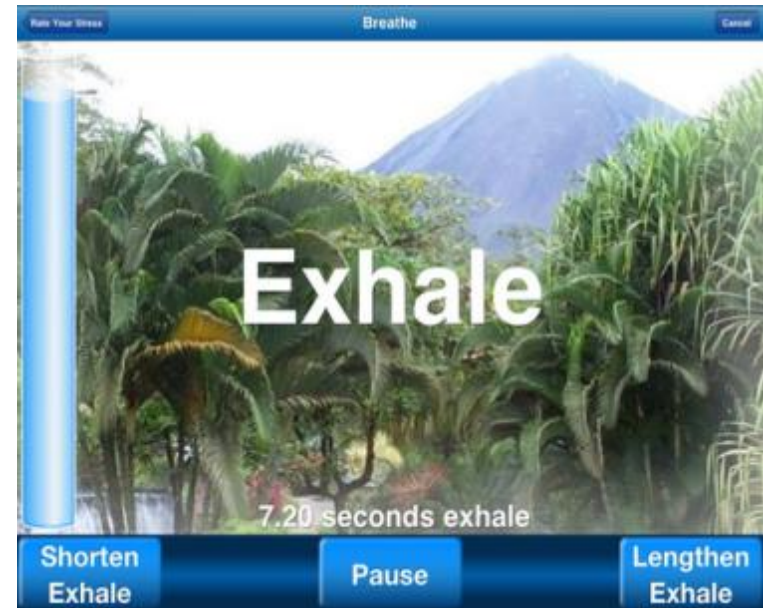 Rate Your Stress
Breathe
Cancel
Exhale
7.20 seconds exhale
Shorten
Exhale
Pause
Lengthen
Exhale